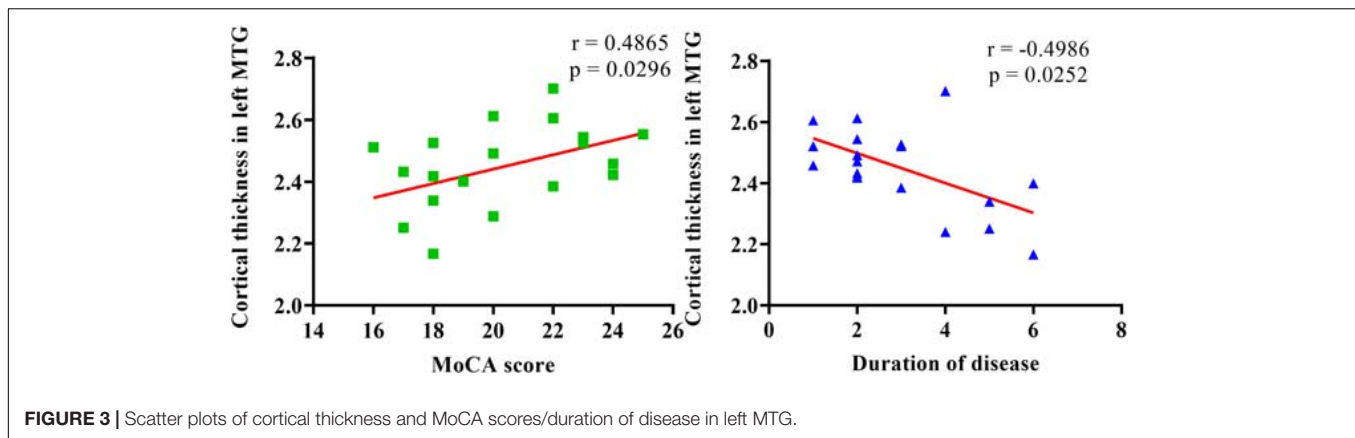 r = 0.4865
p = 0.0296
Cortical thickness in left MTG
2.8
2.6
2.4
2.2
2.0
14 16 18 20 22 24 26
MoCA score
r = -0.4986
p = 0.0252
Cortical thickness in left MTG
2.8
2.6
2.4
2.2
2.0
0 2 4 6 8
Duration of disease
FIGURE 3 | Scatter plots of cortical thickness and MoCA scores/duration of disease in left MTG.